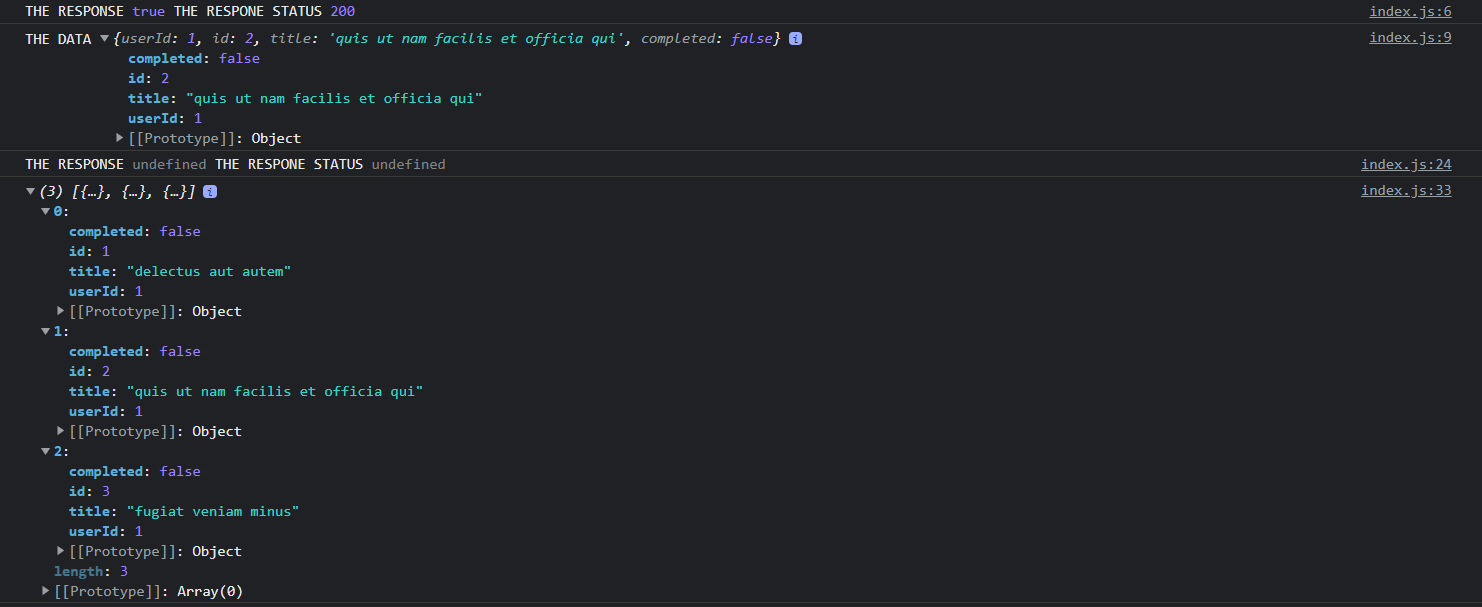 THE RESPONSE true THE RESPONE STATUS 200 index.js:6
THE DATA ▼{userId: 1, id: 2, title: 'quis ut nam facilis et officia qui', completed: false} i index.js:9
completed: false
id: 2
title: "quis ut nam facilis et officia qui"
userId: 1
▶[[Prototype]]: Object
THE RESPONSE undefined THE RESPONE STATUS undefined index.js:24
▼(3) [{…}, {…}, {…}] i index.js:33
▼0:
completed: false
id: 1
title: "delectus aut autem"
userId: 1
▶[[Prototype]]: Object
▼1:
completed: false
id: 2
title: "quis ut nam facilis et officia qui"
userId: 1
▶[[Prototype]]: Object
▼2:
completed: false
id: 3
title: "fugiat veniam minus"
userId: 1
▶[[Prototype]]: Object
length: 3
▶[[Prototype]]: Array(0)